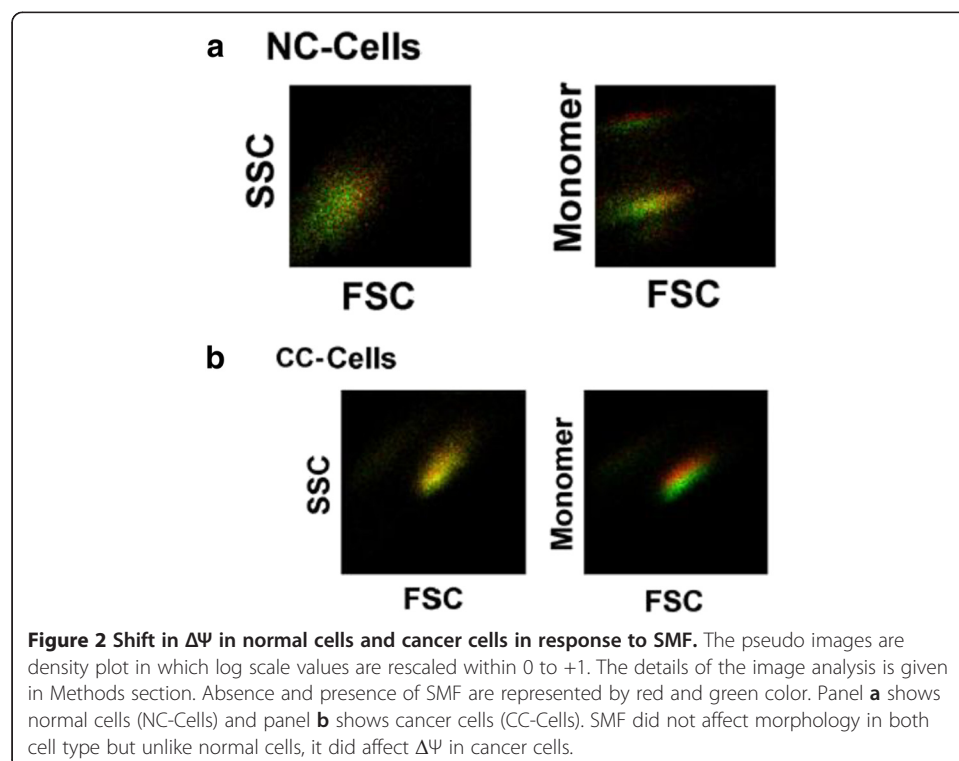 a NC-Cells
SSC
FSC
Monomer
FSC
b CC-Cells
SSC
FSC
Monomer
FSC
Figure 2 Shift in ΔΨ in normal cells and cancer cells in response to SMF. The pseudo images are
density plot in which log scale values are rescaled within 0 to +1. The details of the image analysis is given
in Methods section. Absence and presence of SMF are represented by red and green color. Panel a shows
normal cells (NC-Cells) and panel b shows cancer cells (CC-Cells). SMF did not affect morphology in both
cell type but unlike normal cells, it did affect ΔΨ in cancer cells.